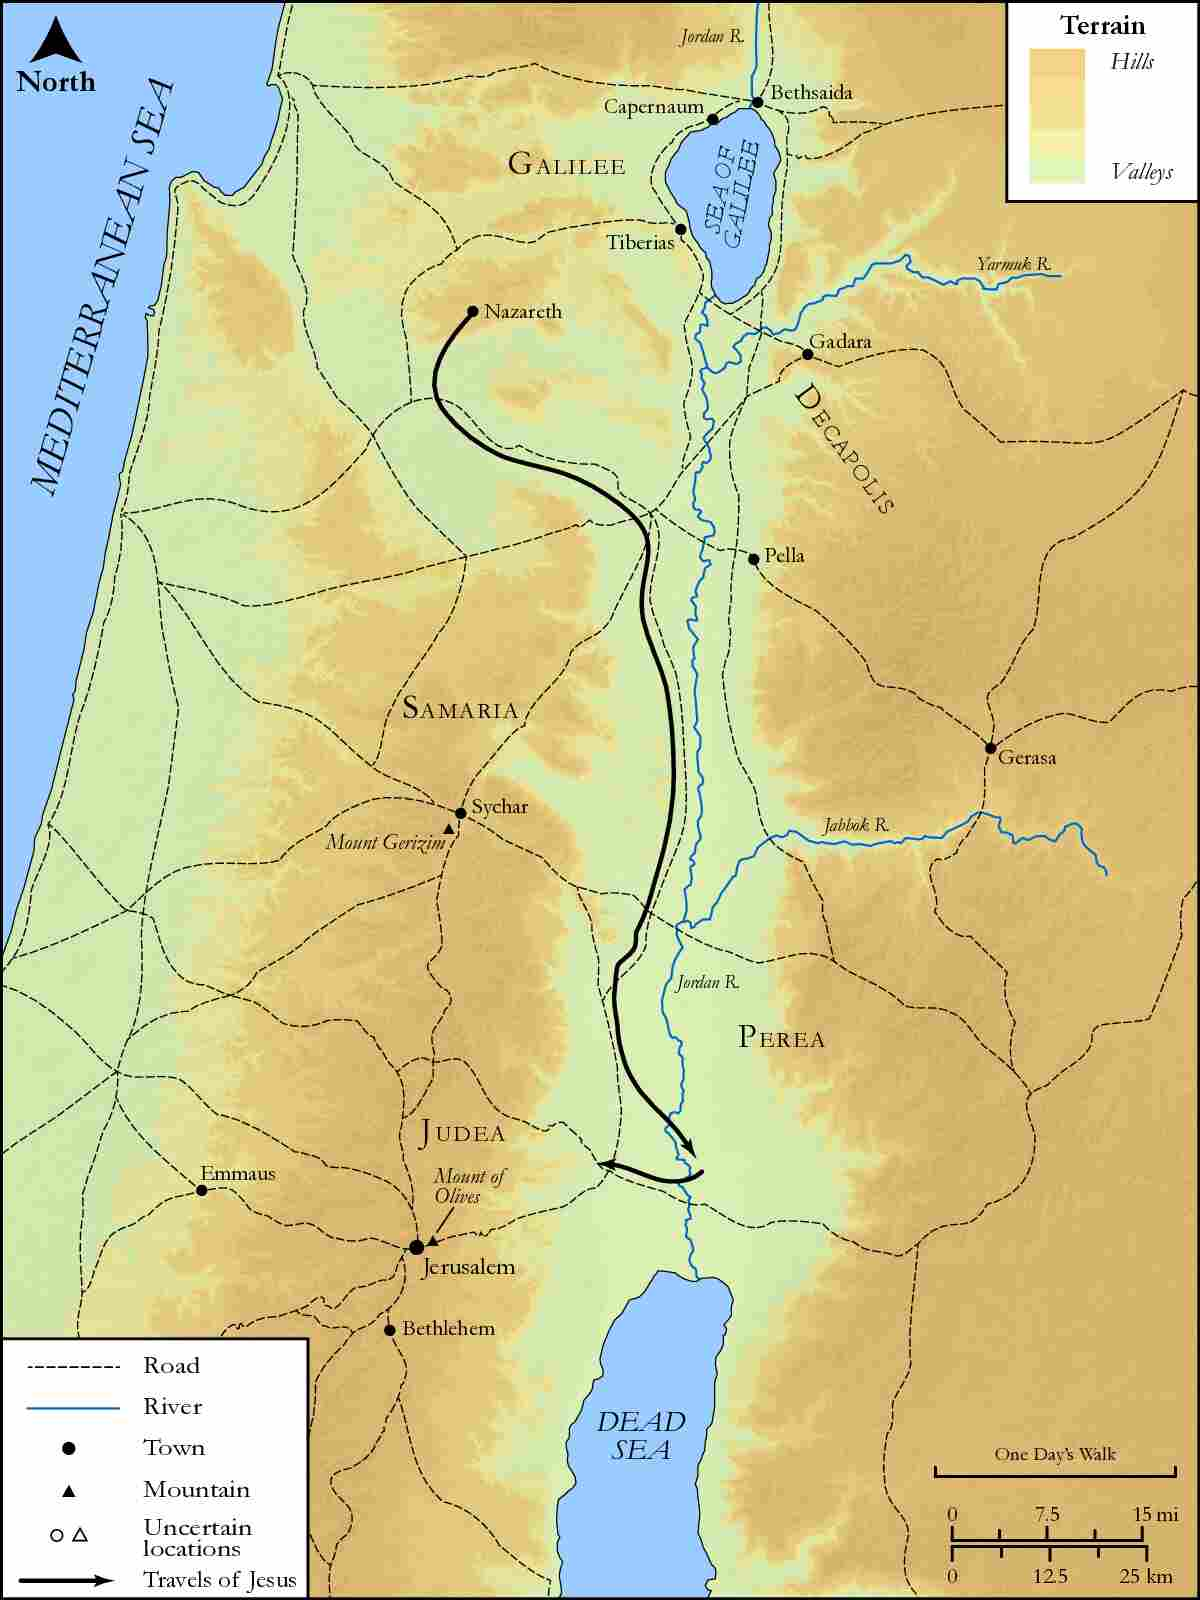 Terrain
Hills
Valleys
North
MEDITERRANEAN SEA
Jordan R.
Bethsaida
Capernaum
GALILEE
SEA OF
GALILEE
Tiberias
Yarmuk R.
Nazareth
Gadara
DECAPOLIS
Pella
SAMARIA
Gerasa
Sychar
Mount Gerizim
Jabbok R.
Jordan R.
PEREA
JUDEA
Emmaus
Mount of
Olives
Jerusalem
Bethlehem
DEAD
SEA
Road
River
Town
Mountain
Uncertain
locations
Travels of Jesus
One Day's Walk
0 7.5 15 mi
0 12.5 25 km